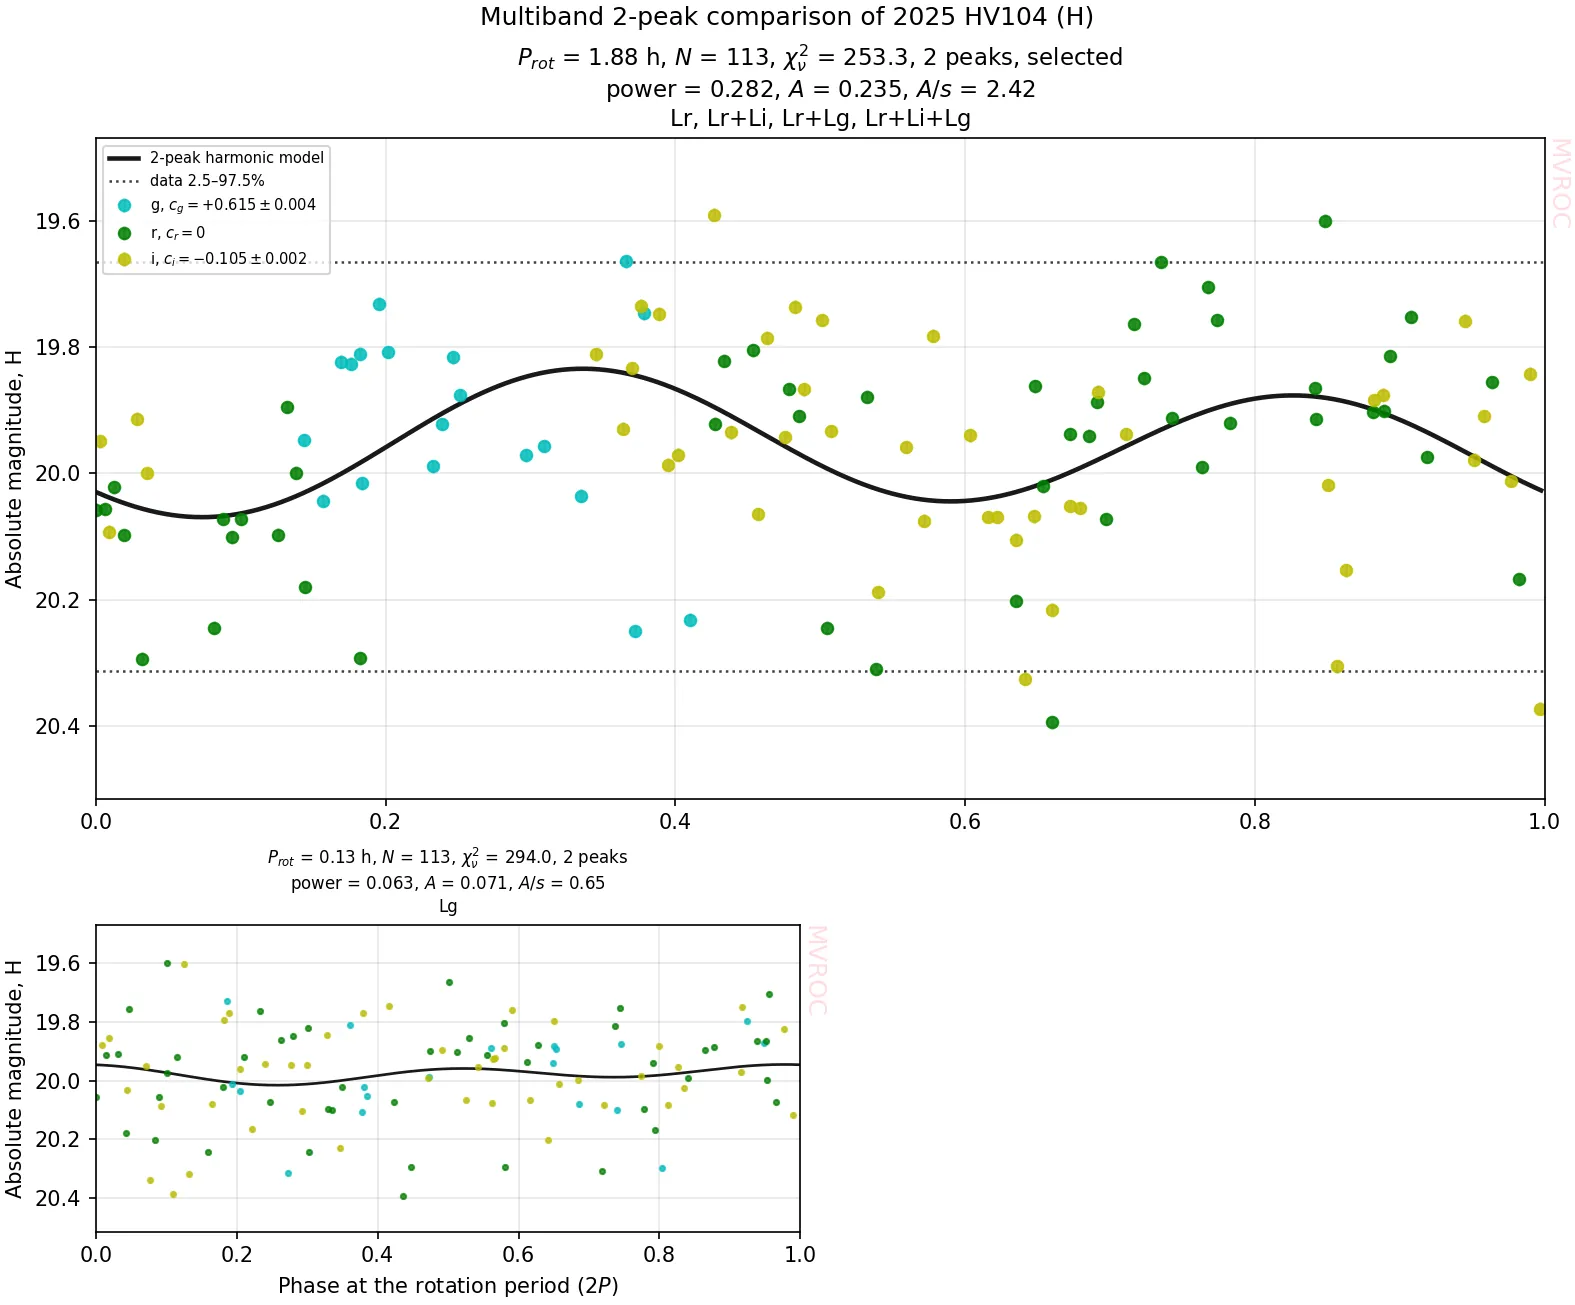 Multiband 2-peak comparison of 2025 HV104 (H)
P_rot = 1.88 h, N = 113, χ²_ν = 253.3, 2 peaks, selected
power = 0.282, A = 0.235, A/s = 2.42
Lr, Lr+Li, Lr+Lg, Lr+Li+Lg
2-peak harmonic model
data 2.5–97.5%
g, c_g = +0.615 ± 0.004
r, c_r = 0
i, c_i = −0.105 ± 0.002
MVROC
Absolute magnitude, H
19.6
19.8
20.0
20.2
20.4
0.0 0.2 0.4 0.6 0.8 1.0
P_rot = 0.13 h, N = 113, χ²_ν = 294.0, 2 peaks
power = 0.063, A = 0.071, A/s = 0.65
Lg
MVROC
Absolute magnitude, H
19.6
19.8
20.0
20.2
20.4
0.0 0.2 0.4 0.6 0.8 1.0
Phase at the rotation period (2P)